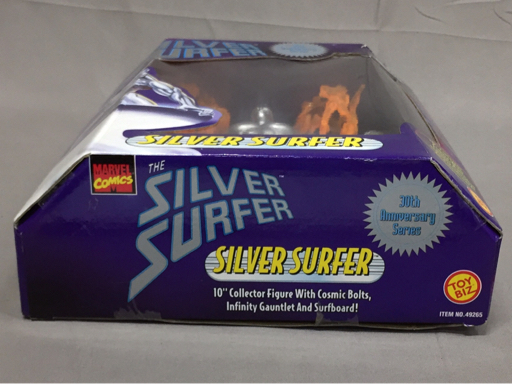 SILVER
SURFER
SILVER SURFER
MARVEL
COMICS
THE
SILVER™
SURFER
30th
Anniversary
Series
SILVER SURFER
10" Collector Figure With Cosmic Bolts,
Infinity Gauntlet And Surfboard!
TOY
BIZ
ITEM NO. 49265